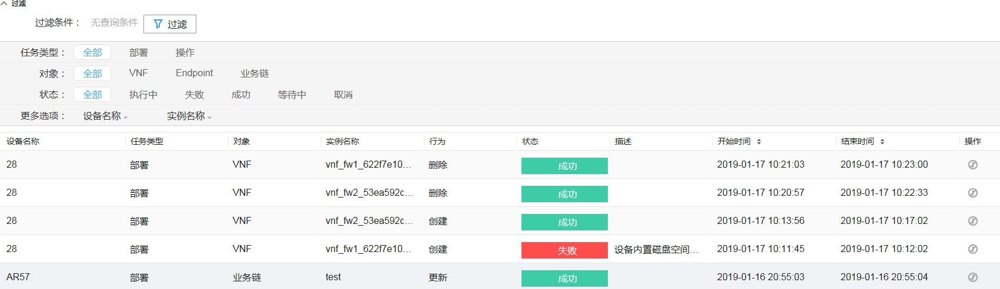 过滤
过滤条件： 无查询条件 过滤
任务类型： 全部 部署 操作
对象： 全部 VNF Endpoint 业务链
状态： 全部 执行中 失败 成功 等待中 取消
更多选项： 设备名称 实例名称
设备名称 任务类型 对象 实例名称 行为 状态 描述 开始时间 结束时间 操作
28 部署 VNF vnf_fw1_622f7e10... 删除 成功 2019-01-17 10:21:03 2019-01-17 10:23:00
28 部署 VNF vnf_fw2_53ea592c... 删除 成功 2019-01-17 10:20:57 2019-01-17 10:22:33
28 部署 VNF vnf_fw2_53ea592c... 创建 成功 2019-01-17 10:13:56 2019-01-17 10:17:02
28 部署 VNF vnf_fw1_622f7e10... 创建 失败 设备内置磁盘空间... 2019-01-17 10:11:45 2019-01-17 10:12:02
AR57 部署 业务链 test 更新 成功 2019-01-16 20:55:03 2019-01-16 20:55:04